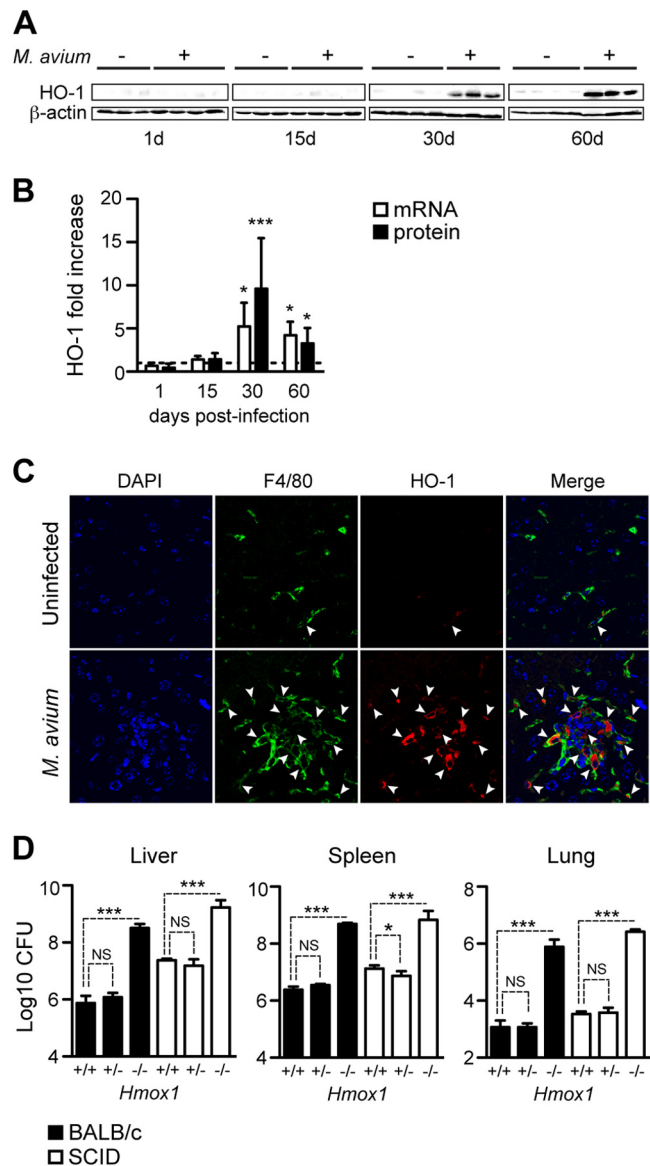 A
M. avium - + - + - + - +
HO-1
β-actin
1d 15d 30d 60d
B
HO-1 fold increase
20
15
10
5
0
* *** * *
mRNA
protein
1 15 30 60
days post-infection
C
DAPI F4/80 HO-1 Merge
Uninfected
M. avium
D
Liver Spleen Lung
Log10 CFU
10
8
6
4
*** NS *** NS
+/+ +/- -/- +/+ +/- -/-
Hmox1
10
8
6
4
*** NS *** *
+/+ +/- -/- +/+ +/- -/-
Hmox1
8
6
4
2
*** NS *** NS
+/+ +/- -/- +/+ +/- -/-
Hmox1
BALB/c
SCID